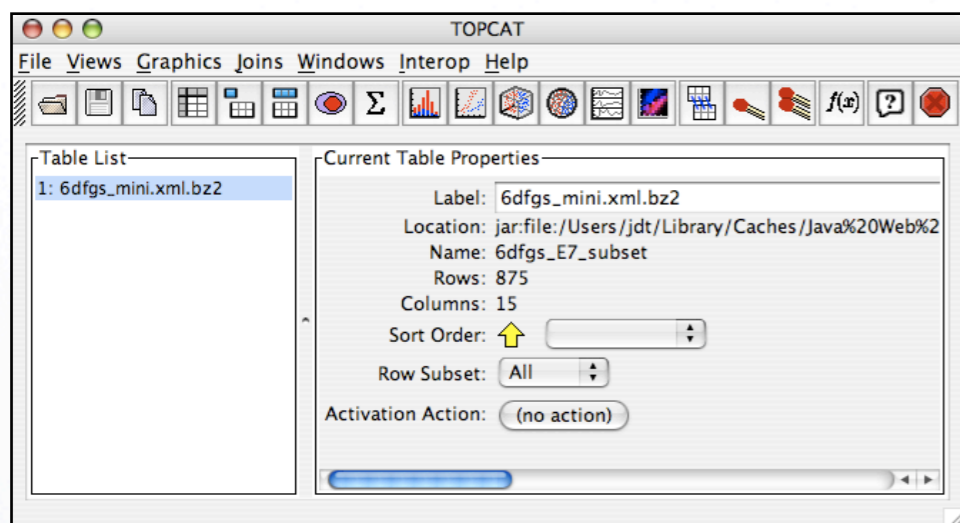 TOPCAT
File Views Graphics Joins Windows Interop Help
Σ f(x) ?
Table List
1: 6dfgs_mini.xml.bz2
Current Table Properties
Label: 6dfgs_mini.xml.bz2
Location: jar:file:/Users/jdt/Library/Caches/Java%20Web%2
Name: 6dfgs_E7_subset
Rows: 875
Columns: 15
Sort Order:
Row Subset: All
Activation Action: (no action)